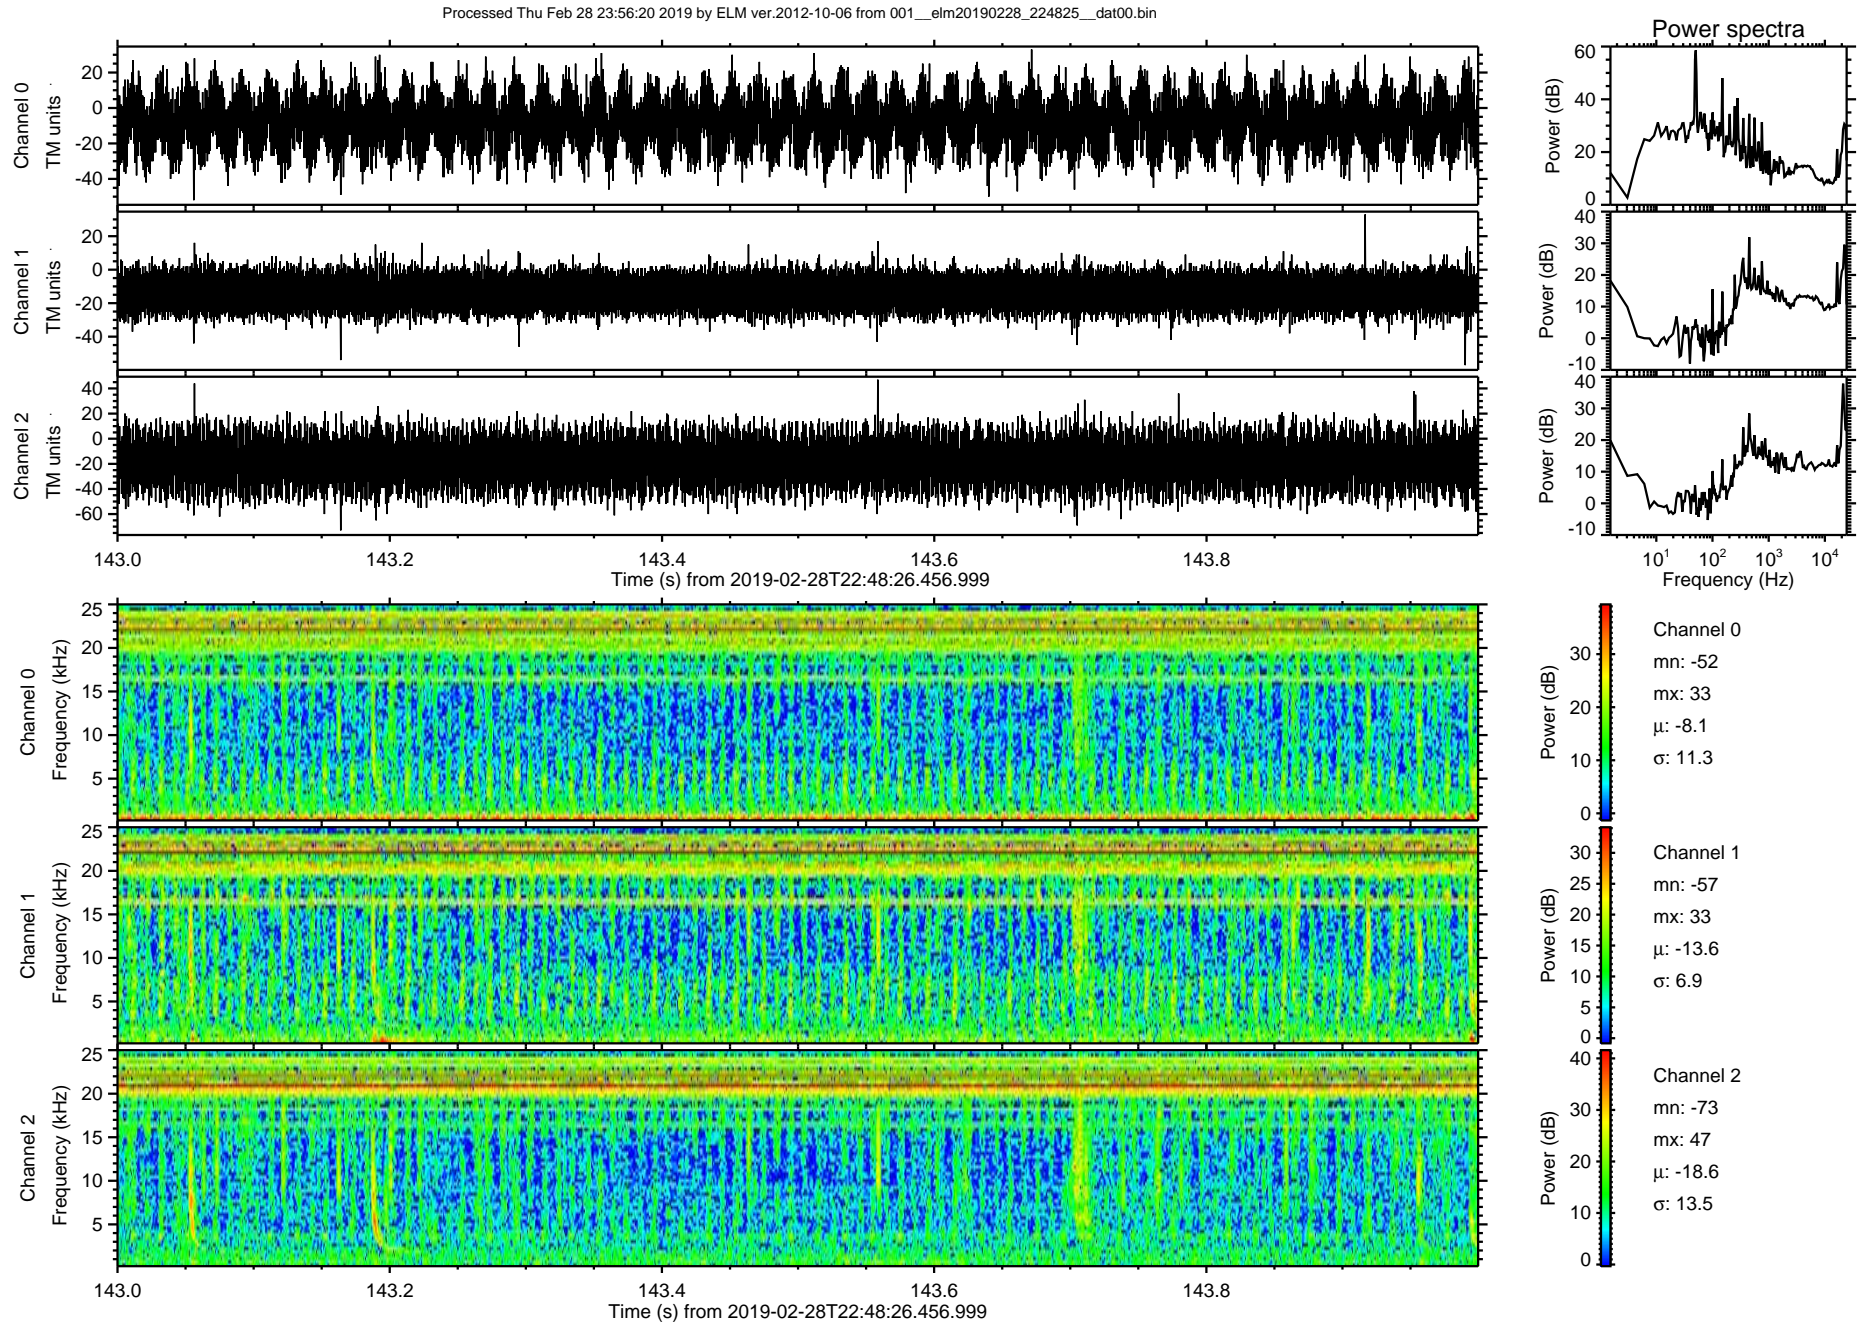 Processed Thu Feb 28 23:56:20 2019 by ELM ver.2012-10-06 from 001__elm20190228_224825__dat00.bin
Power spectra
Channel 0
TM units
20
0
-20
-40
Power (dB)
60
40
20
0
Channel 1
TM units
20
0
-20
-40
Power (dB)
40
30
20
10
0
-10
Channel 2
TM units
40
20
0
-20
-40
-60
Power (dB)
40
30
20
10
0
-10
143.0 143.2 143.4 143.6 143.8
Time (s) from 2019-02-28T22:48:26.456.999
10^1 10^2 10^3 10^4
Frequency (Hz)
Channel 0
Frequency (kHz)
25
20
15
10
5
Power (dB)
30
20
10
0
Channel 0
mn: -52
mx: 33
μ: -8.1
σ: 11.3
Channel 1
Frequency (kHz)
25
20
15
10
5
Power (dB)
30
25
20
15
10
5
0
Channel 1
mn: -57
mx: 33
μ: -13.6
σ: 6.9
Channel 2
Frequency (kHz)
25
20
15
10
5
Power (dB)
40
30
20
10
0
Channel 2
mn: -73
mx: 47
μ: -18.6
σ: 13.5
143.0 143.2 143.4 143.6 143.8
Time (s) from 2019-02-28T22:48:26.456.999